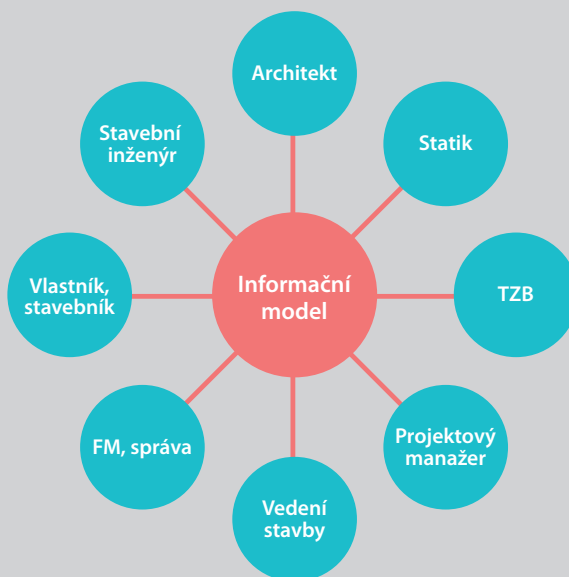 Architekt
Stavební
inženýr
Statik
Vlastník,
stavebník
Informační
model
TZB
FM, správa
Projektový
manažer
Vedení
stavby